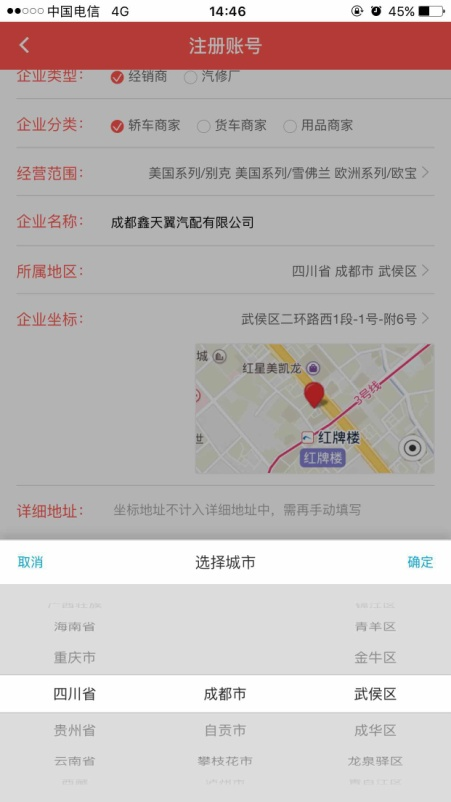 中国电信 4G 14:46 45%
注册账号
企业类型: 经销商 汽修厂
企业分类: 轿车商家 货车商家 用品商家
经营范围: 美国系列/别克 美国系列/雪佛兰 欧洲系列/欧宝
企业名称: 成都鑫天翼汽配有限公司
所属地区: 四川省 成都市 武侯区
企业坐标: 武侯区二环路西1段-1号-附6号
城
红星美凯龙
3号线
世
红牌楼
红牌楼
详细地址: 坐标地址不计入详细地址中，需再手动填写
取消 选择城市 确定
海南省 青羊区
重庆市 金牛区
四川省 成都市 武侯区
贵州省 自贡市 成华区
云南省 攀枝花市 龙泉驿区